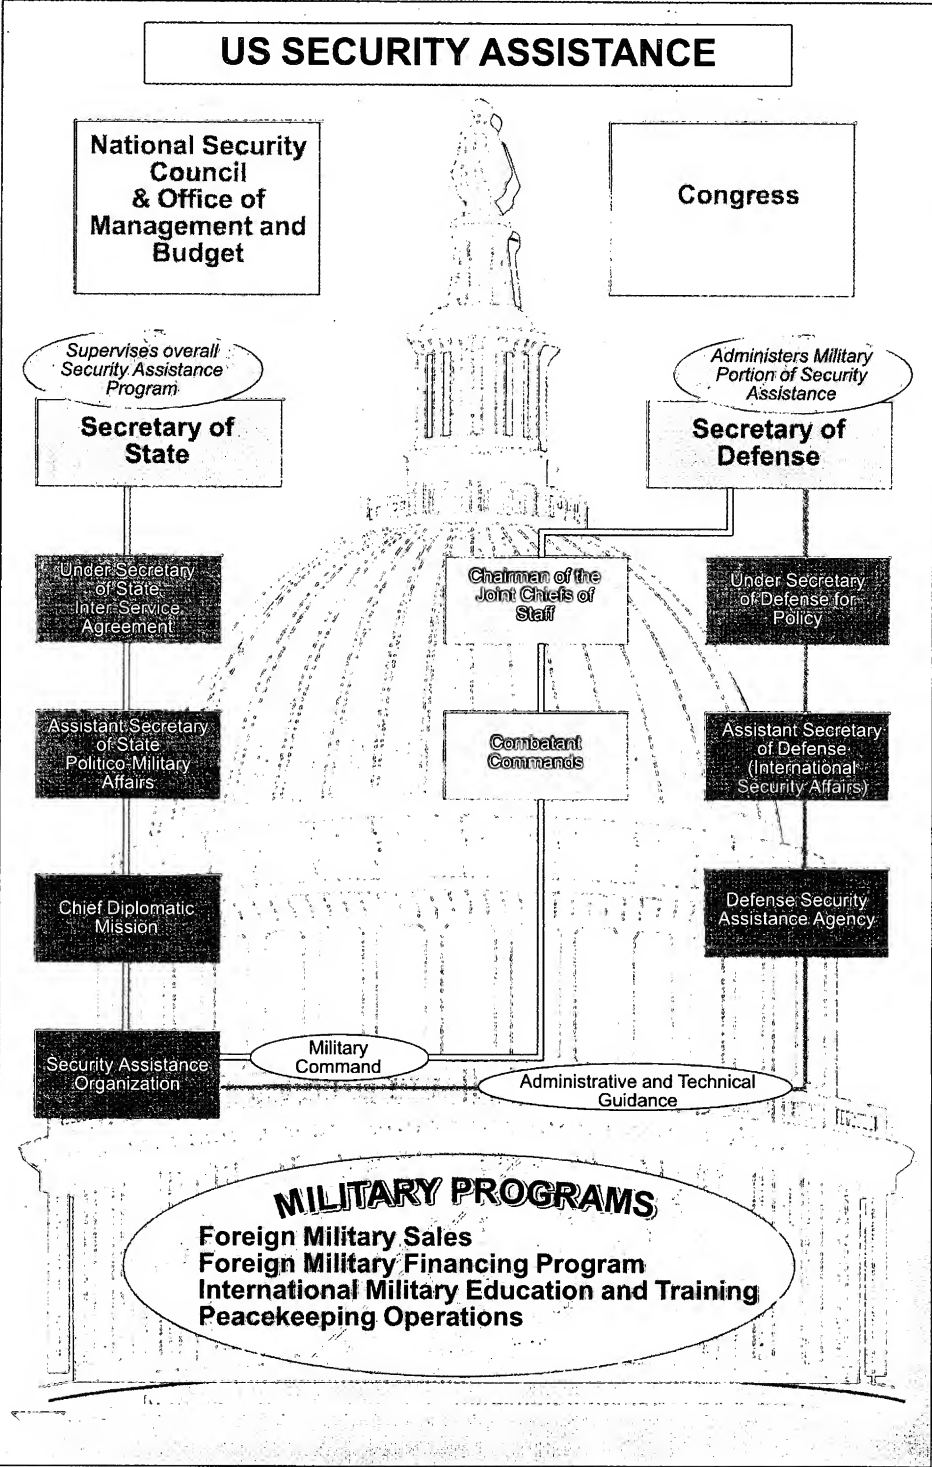 US SECURITY ASSISTANCE
National Security
Council
& Office of
Management and
Budget
Congress
Supervises overall
Security Assistance
Program
Secretary of
State
Administers Military
Portion of Security
Assistance
Secretary of
Defense
Under Secretary
of State
Inter Service
Agreement
Chairman of the
Joint Chiefs of
Staff
Under Secretary
of Defense for
Policy
Assistant Secretary
of State
Politico-Military
Affairs
Combatant
Commands
Assistant Secretary
of Defense
(International
Security Affairs)
Chief Diplomatic
Mission
Defense Security
Assistance Agency
Security Assistance
Organization
Military
Command
Administrative and Technical
Guidance
MILITARY PROGRAMS
Foreign Military Sales
Foreign Military Financing Program
International Military Education and Training
Peacekeeping Operations